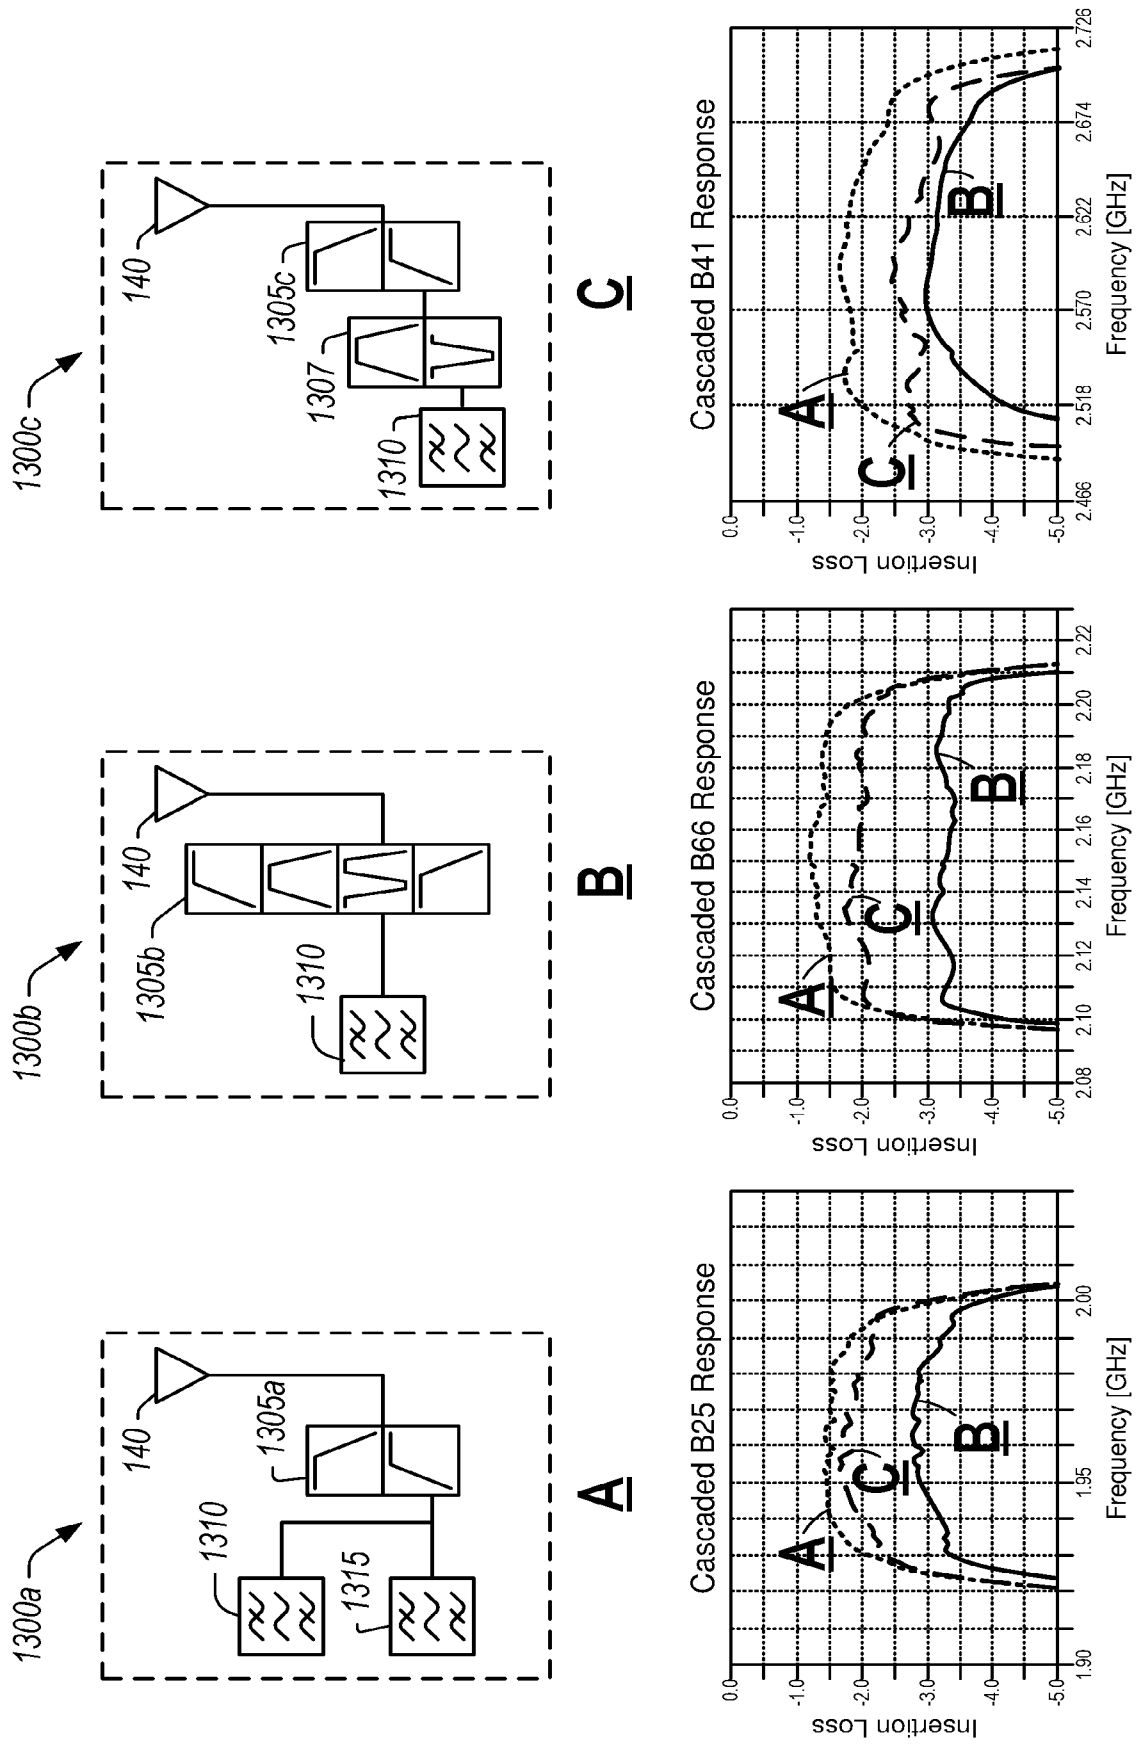 1300a
140
1305a
1310
1315
A
1300b
140
1305b
1310
B
1300c
140
1305c
1307
1310
C
Cascaded B25 Response
Insertion Loss
0.0
-1.0
-2.0
-3.0
-4.0
-5.0
A
C
B
1.90
1.95
2.00
Frequency [GHz]
Cascaded B66 Response
Insertion Loss
0.0
-1.0
-2.0
-3.0
-4.0
-5.0
A
C
B
2.08
2.10
2.12
2.14
2.16
2.18
2.20
2.22
Frequency [GHz]
Cascaded B41 Response
Insertion Loss
0.0
-1.0
-2.0
-3.0
-4.0
-5.0
A
C
B
2.466
2.518
2.570
2.622
2.674
2.726
Frequency [GHz]